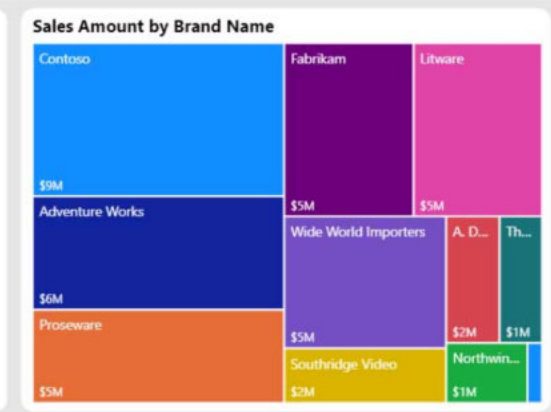 Sales Amount by Brand Name
Contoso
$9M
Adventure Works
$6M
Proseware
$5M
Fabrikam
$5M
Litware
$5M
Wide World Importers
$5M
Southridge Video
$2M
A. D...
$2M
Th...
$1M
Northwin...
$1M